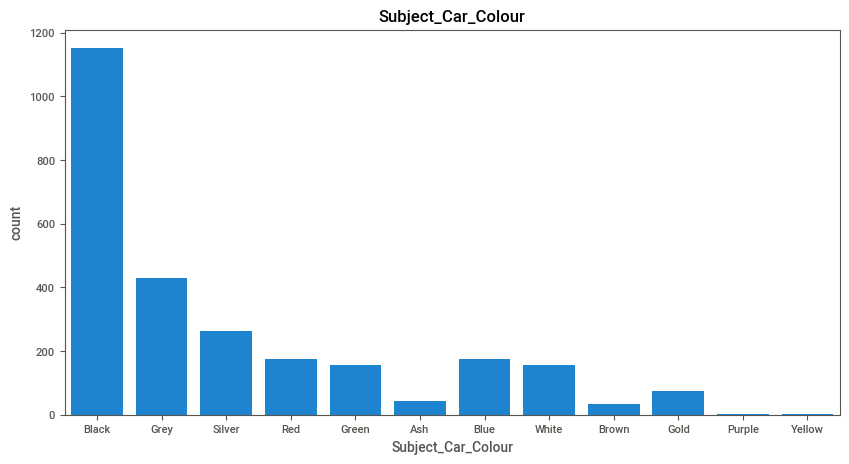 Subject_Car_Colour
1200
1000
800
600
400
200
0
count
Black Grey Silver Red Green Ash Blue White Brown Gold Purple Yellow
Subject_Car_Colour